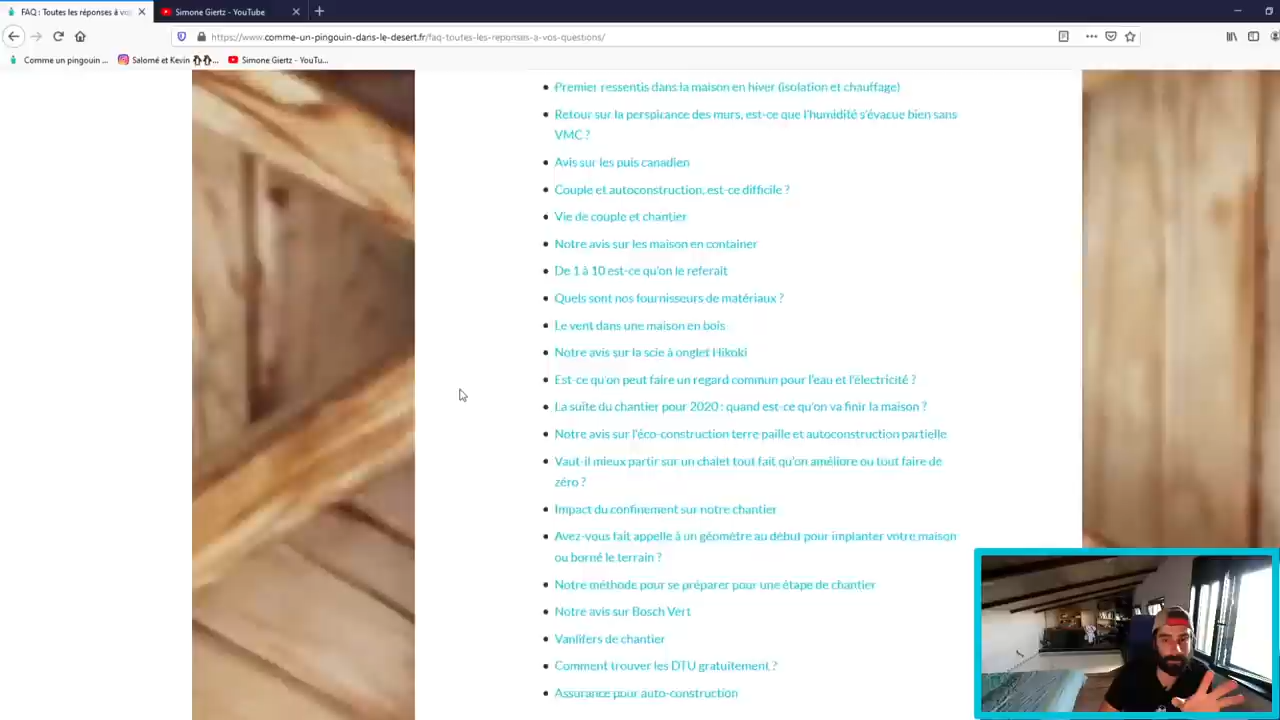 FAQ : Toutes les réponses à vo
Simone Giertz - YouTube
https://www.comme-un-pingouin-dans-le-desert.fr/faq-toutes-les-reponses-a-vos-questions/
Comme un pingouin ...
Salomé et Kevin
Simone Giertz - YouTu...
Premier ressentis dans la maison en hiver (isolation et chauffage)
Retour sur la perspirance des murs, est-ce que l'humidité s'évacue bien sans
VMC ?
Avis sur les puis canadien
Couple et autoconstruction, est-ce difficile ?
Vie de couple et chantier
Notre avis sur les maison en container
De 1 à 10 est-ce qu'on le referait
Quels sont nos fournisseurs de matériaux ?
Le vent dans une maison en bois
Notre avis sur la scie à onglet Hikoki
Est-ce qu'on peut faire un regard commun pour l'eau et l'électricité ?
La suite du chantier pour 2020 : quand est-ce qu'on va finir la maison ?
Notre avis sur l'éco-construction terre paille et autoconstruction partielle
Vaut-il mieux partir sur un chalet tout fait qu'on améliore ou tout faire de
zéro ?
Impact du confinement sur notre chantier
Avez-vous fait appelle à un géomètre au début pour implanter votre maison
ou borné le terrain ?
Notre méthode pour se préparer pour une étape de chantier
Notre avis sur Bosch Vert
Vanlifers de chantier
Comment trouver les DTU gratuitement ?
Assurance pour auto-construction